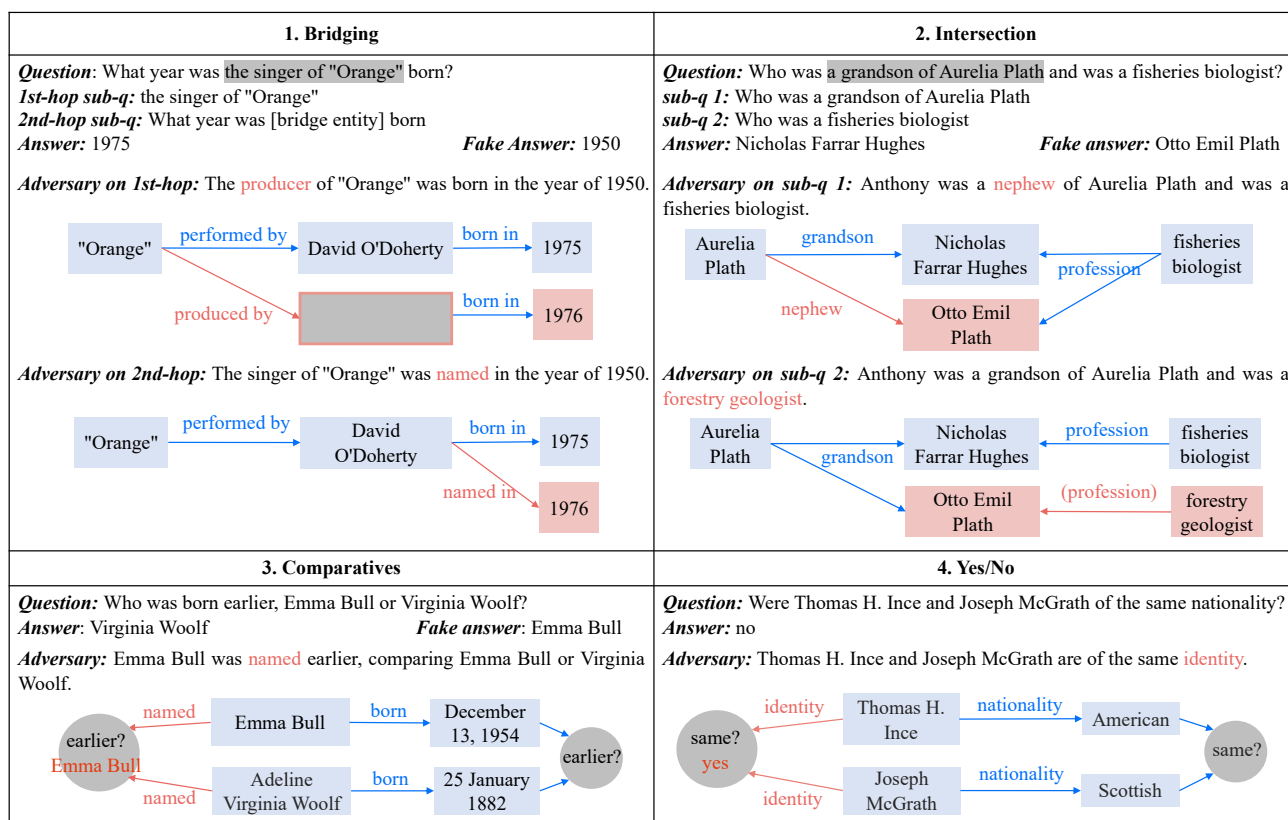 1. Bridging
Question: What year was the singer of "Orange" born?
1st-hop sub-q: the singer of "Orange"
2nd-hop sub-q: What year was [bridge entity] born
Answer: 1975 Fake Answer: 1950
Adversary on 1st-hop: The producer of "Orange" was born in the year of 1950.
"Orange" performed by David O'Doherty born in 1975
produced by born in 1976
Adversary on 2nd-hop: The singer of "Orange" was named in the year of 1950.
"Orange" performed by David
O'Doherty born in 1975
named in 1976
2. Intersection
Question: Who was a grandson of Aurelia Plath and was a fisheries biologist?
sub-q 1: Who was a grandson of Aurelia Plath
sub-q 2: Who was a fisheries biologist
Answer: Nicholas Farrar Hughes Fake answer: Otto Emil Plath
Adversary on sub-q 1: Anthony was a nephew of Aurelia Plath and was a
fisheries biologist.
Aurelia
Plath
grandson
Nicholas
Farrar Hughes
profession
fisheries
biologist
nephew
Otto Emil
Plath
Adversary on sub-q 2: Anthony was a grandson of Aurelia Plath and was a
forestry geologist.
Aurelia
Plath
grandson
Nicholas
Farrar Hughes
profession
fisheries
biologist
Otto Emil
Plath
(profession)
forestry
geologist
3. Comparatives
Question: Who was born earlier, Emma Bull or Virginia Woolf?
Answer: Virginia Woolf Fake answer: Emma Bull
Adversary: Emma Bull was named earlier, comparing Emma Bull or Virginia
Woolf.
earlier?
Emma Bull
named
Emma Bull
born
December
13, 1954
earlier?
named
Adeline
Virginia Woolf
born
25 January
1882
4. Yes/No
Question: Were Thomas H. Ince and Joseph McGrath of the same nationality?
Answer: no
Adversary: Thomas H. Ince and Joseph McGrath are of the same identity.
same?
yes
identity
Thomas H.
Ince
nationality
American
same?
identity
Joseph
McGrath
nationality
Scottish